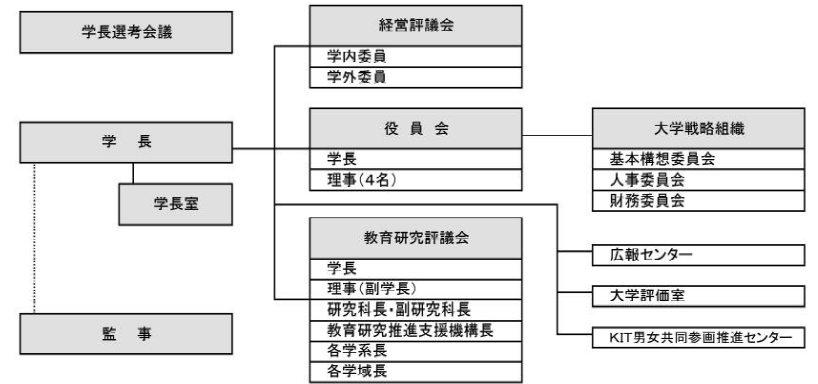 学長選考会議
学　長
学長室
監　事
経営評議会
学内委員
学外委員
役　員　会
学長
理事（４名）
教育研究評議会
学長
理事（副学長）
研究科長・副研究科長
教育研究推進支援機構長
各学系長
各学域長
大学戦略組織
基本構想委員会
人事委員会
財務委員会
広報センター
大学評価室
KIT男女共同参画推進センター